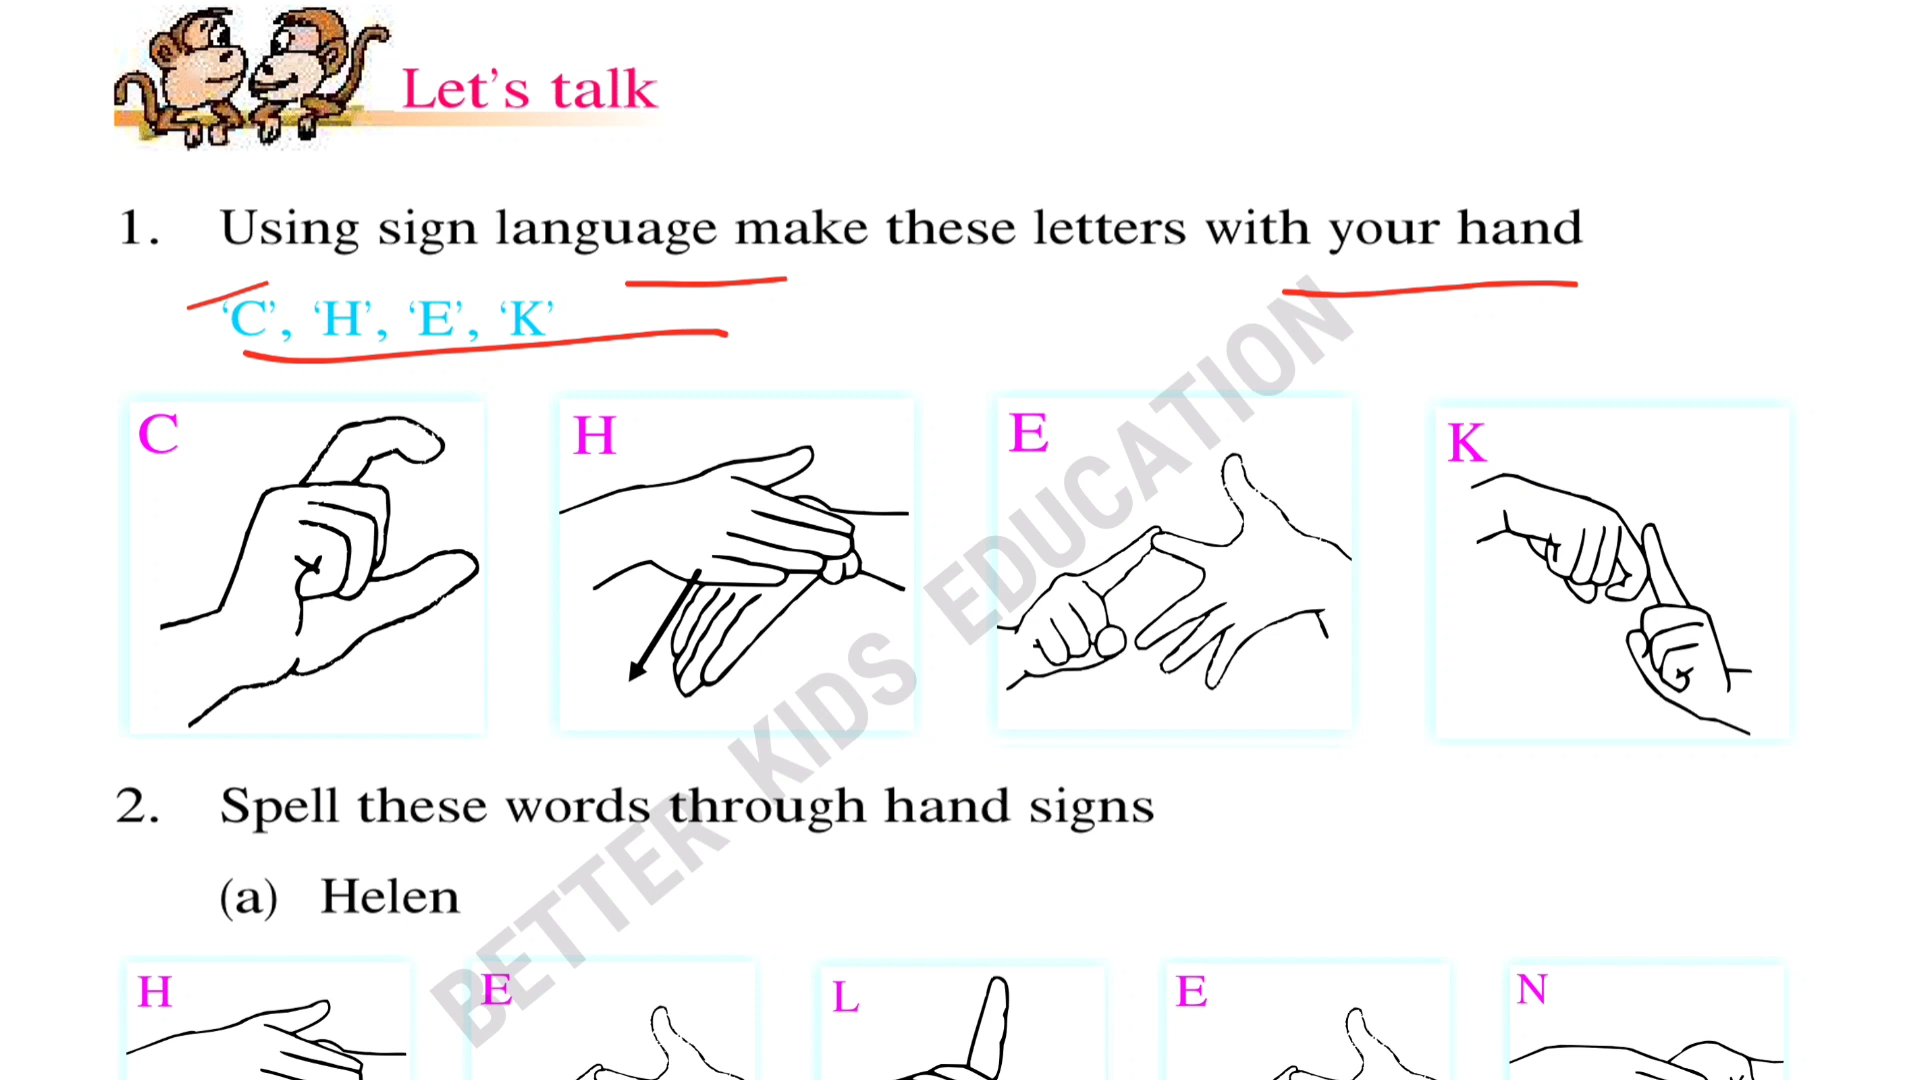 Let's talk
1. Using sign language make these letters with your hand
‘C’, ‘H’, ‘E’, ‘K’
C H E K
2. Spell these words through hand signs
(a) Helen
H E L E N
BETTER KIDS EDUCATION